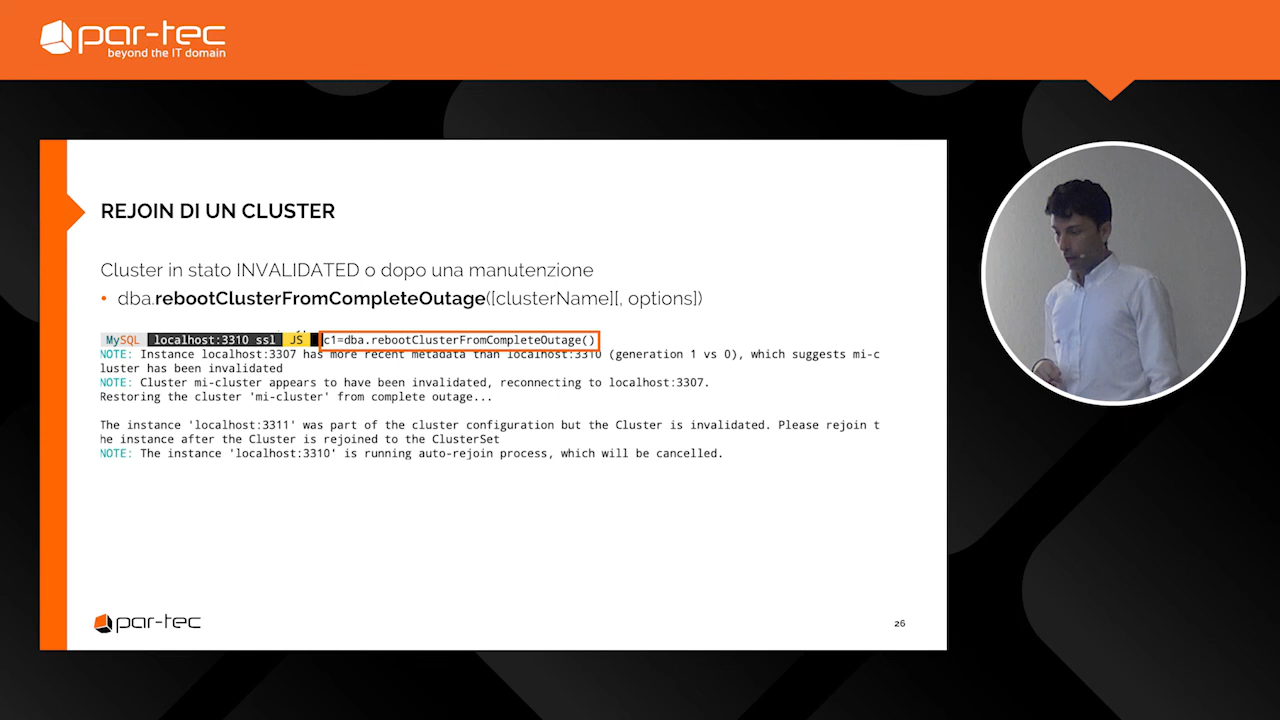 par-tec
beyond the IT domain
REJOIN DI UN CLUSTER
Cluster in stato INVALIDATED o dopo una manutenzione
• dba.rebootClusterFromCompleteOutage([clusterName][, options])
MySQL localhost:3310 ssl JS c1=dba.rebootClusterFromCompleteOutage()
NOTE: Instance localhost:3307 has more recent metadata than localhost:3310 (generation 1 vs 0), which suggests mi-c
luster has been invalidated
NOTE: Cluster mi-cluster appears to have been invalidated, reconnecting to localhost:3307.
Restoring the cluster 'mi-cluster' from complete outage...
The instance 'localhost:3311' was part of the cluster configuration but the Cluster is invalidated. Please rejoin t
he instance after the Cluster is rejoined to the ClusterSet
NOTE: The instance 'localhost:3310' is running auto-rejoin process, which will be cancelled.
par-tec
26